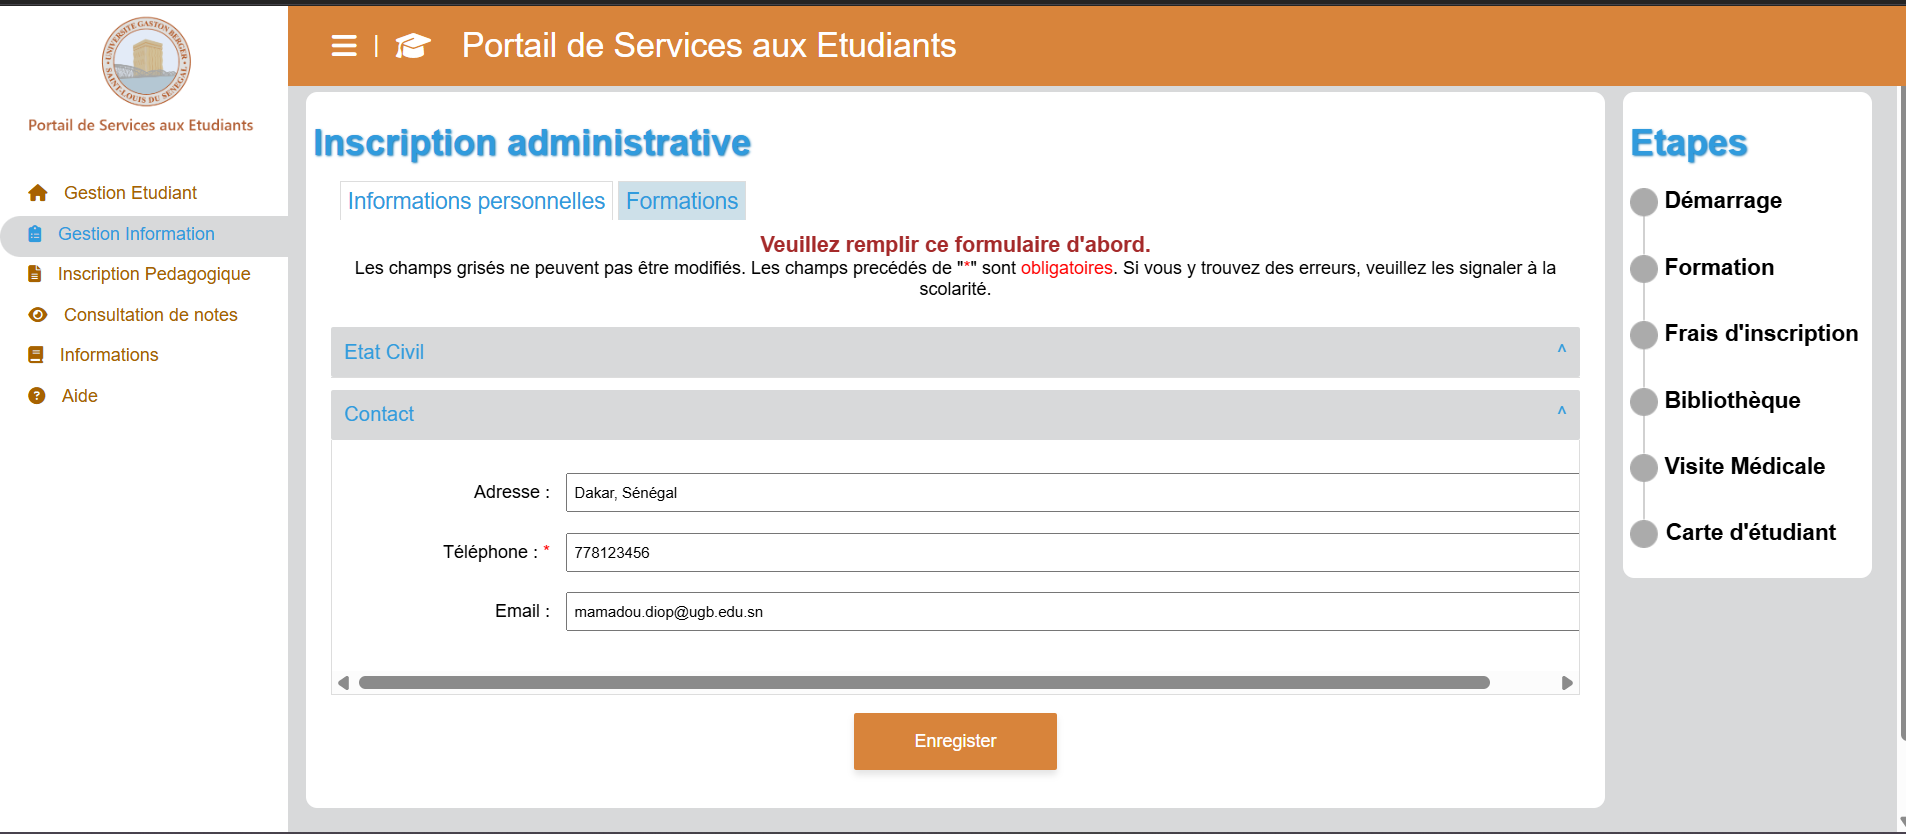 UNIVERSITE GASTON BERGER
SAINT-LOUIS DU SENEGAL
Portail de Services aux Etudiants
Gestion Etudiant
Gestion Information
Inscription Pedagogique
Consultation de notes
Informations
Aide
| Portail de Services aux Etudiants
Inscription administrative
Informations personnelles Formations
Veuillez remplir ce formulaire d'abord.
Les champs grisés ne peuvent pas être modifiés. Les champs precédés de "*" sont obligatoires. Si vous y trouvez des erreurs, veuillez les signaler à la
scolarité.
Etat Civil ^
Contact ^
Adresse : Dakar, Sénégal
Téléphone : * 778123456
Email : mamadou.diop@ugb.edu.sn
Enregister
Etapes
Démarrage
Formation
Frais d'inscription
Bibliothèque
Visite Médicale
Carte d'étudiant